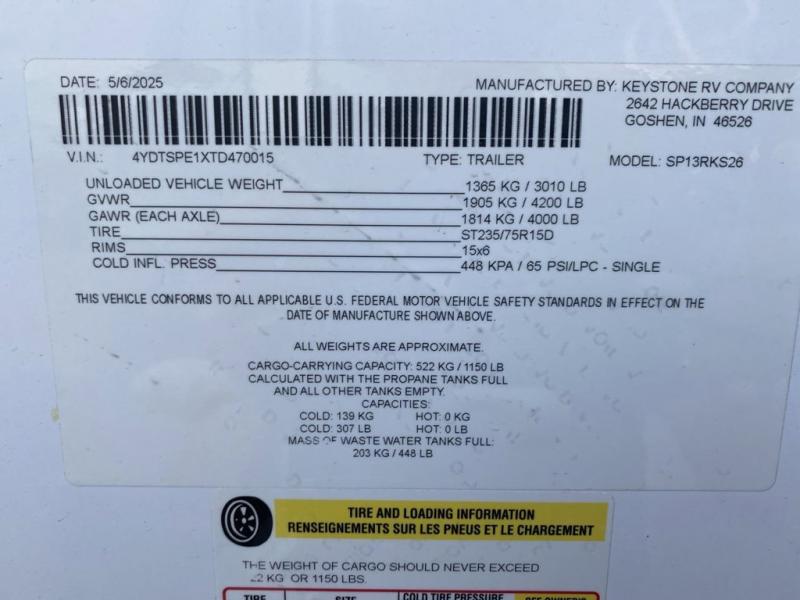 DATE: 5/6/2025
MANUFACTURED BY: KEYSTONE RV COMPANY
2642 HACKBERRY DRIVE
GOSHEN, IN 46526
V.I.N.: 4YDTSPE1XTD470015 TYPE: TRAILER MODEL: SP13RKS26
UNLOADED VEHICLE WEIGHT 1365 KG / 3010 LB
GVWR 1905 KG / 4200 LB
GAWR (EACH AXLE) 1814 KG / 4000 LB
TIRE ST235/75R15D
RIMS 15x6
COLD INFL. PRESS 448 KPA / 65 PSI/LPC - SINGLE
THIS VEHICLE CONFORMS TO ALL APPLICABLE U.S. FEDERAL MOTOR VEHICLE SAFETY STANDARDS IN EFFECT ON THE
DATE OF MANUFACTURE SHOWN ABOVE.
ALL WEIGHTS ARE APPROXIMATE.
CARGO-CARRYING CAPACITY: 522 KG / 1150 LB
CALCULATED WITH THE PROPANE TANKS FULL
AND ALL OTHER TANKS EMPTY.
CAPACITIES:
COLD: 139 KG HOT: 0 KG
COLD: 307 LB HOT: 0 LB
MASS OF WASTE WATER TANKS FULL:
203 KG / 448 LB
TIRE AND LOADING INFORMATION
RENSEIGNEMENTS SUR LES PNEUS ET LE CHARGEMENT
THE WEIGHT OF CARGO SHOULD NEVER EXCEED
KG OR 1150 LBS.
TIRE SIZE COLD TIRE PRESSURE SEE OWNER'S